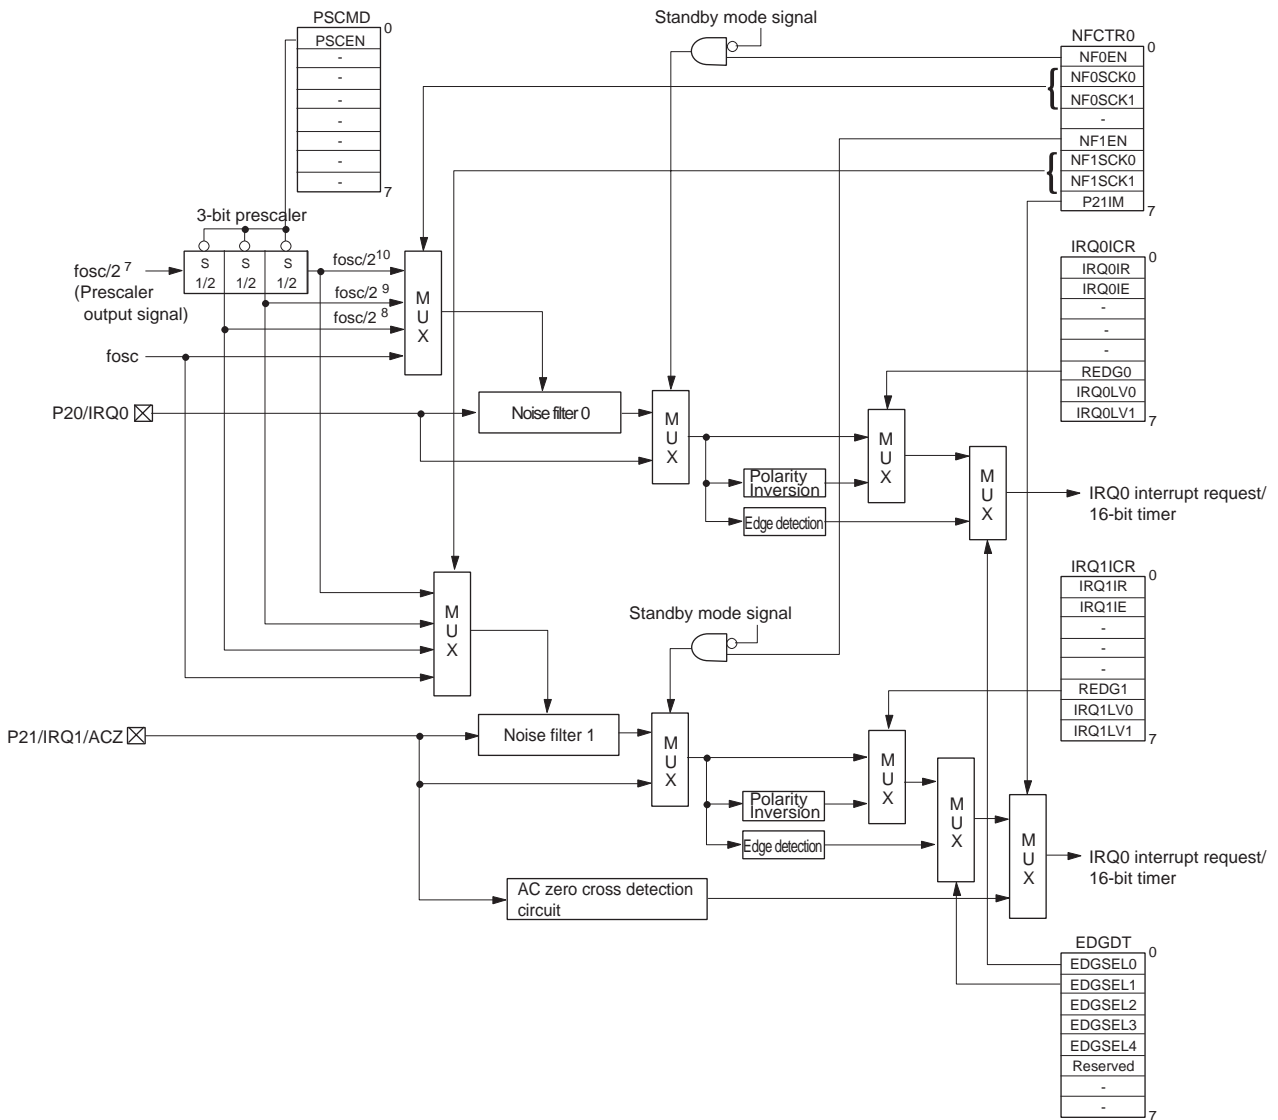 PSCMD
0
PSCEN
-
-
-
-
-
-
-
7
Standby mode signal
NFCTR0
0
NF0EN
NF0SCK0
NF0SCK1
-
NF1EN
NF1SCK0
NF1SCK1
P21IM
7
3-bit prescaler
fosc/2 7
(Prescaler
output signal)
S
1/2
S
1/2
S
1/2
fosc/2 10
fosc/2 9
fosc/2 8
fosc
M
U
X
IRQ0ICR
0
IRQ0IR
IRQ0IE
-
-
-
REDG0
IRQ0LV0
IRQ0LV1
7
P20/IRQ0
Noise filter 0
M
U
X
Polarity
Inversion
Edge detection
M
U
X
M
U
X
IRQ0 interrupt request/
16-bit timer
IRQ1ICR
0
IRQ1IR
IRQ1IE
-
-
-
REDG1
IRQ1LV0
IRQ1LV1
7
M
U
X
Standby mode signal
P21/IRQ1/ACZ
Noise filter 1
M
U
X
Polarity
Inversion
Edge detection
M
U
X
M
U
X
M
U
X
IRQ0 interrupt request/
16-bit timer
AC zero cross detection
circuit
EDGDT
0
EDGSEL0
EDGSEL1
EDGSEL2
EDGSEL3
EDGSEL4
Reserved
-
-
7